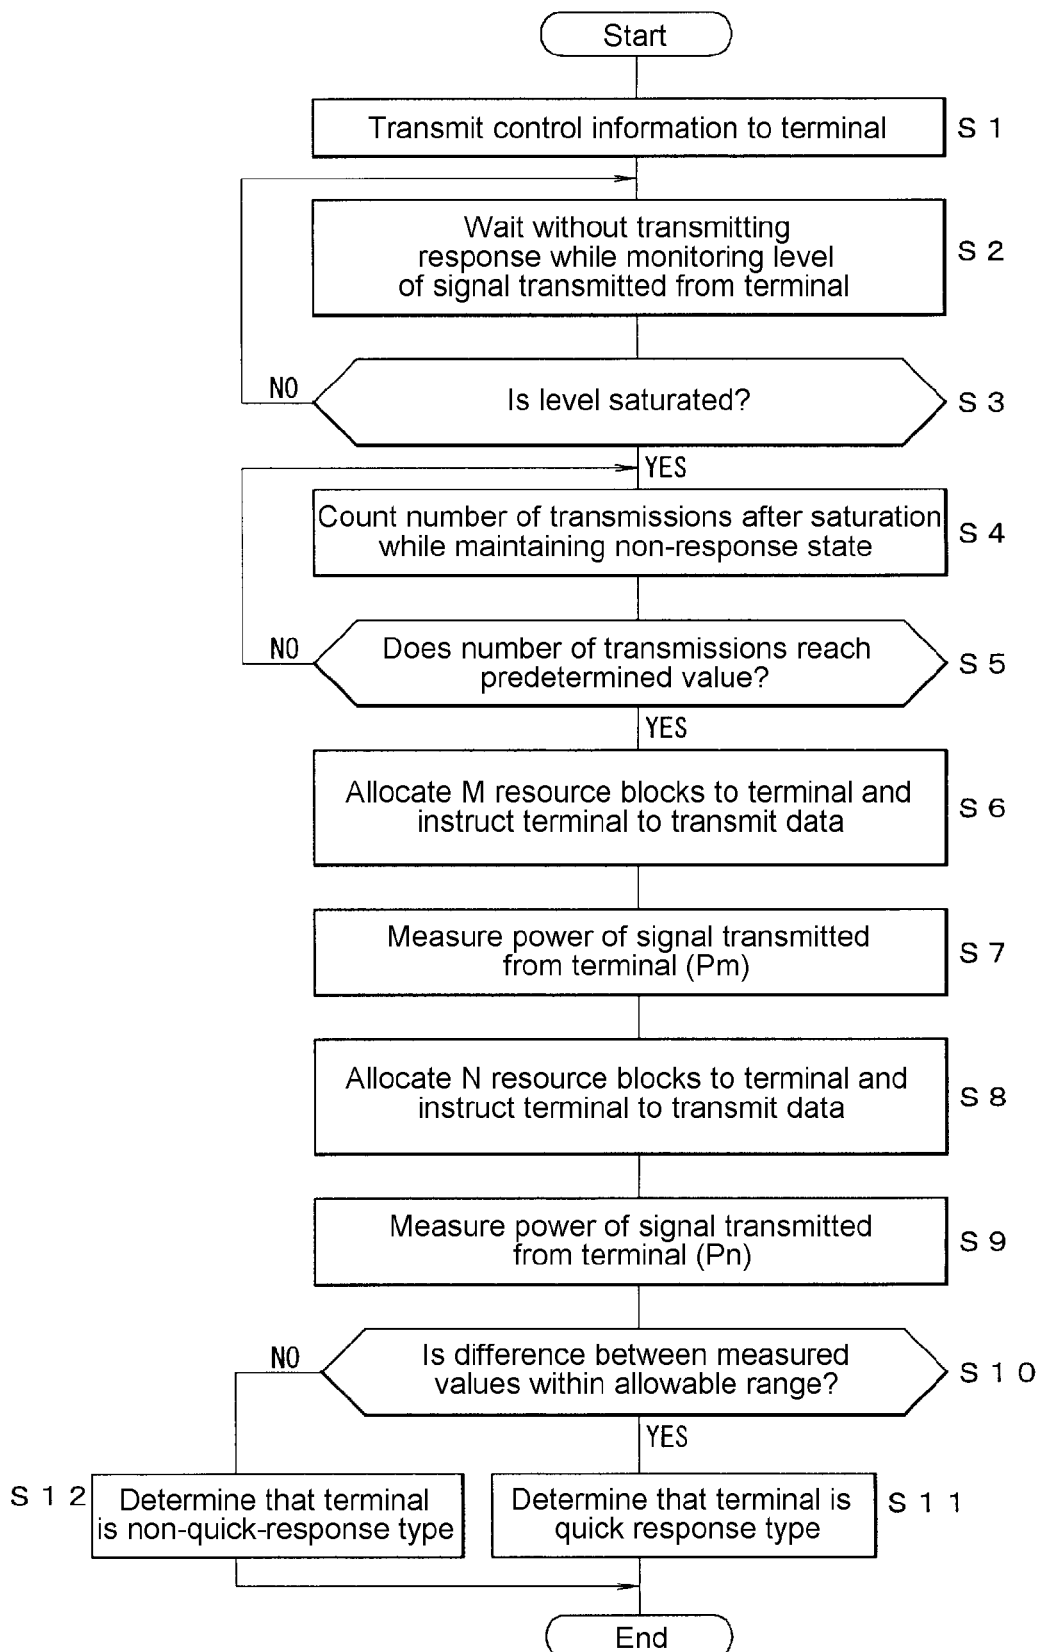 Start
Transmit control information to terminal
S 1
Wait without transmitting
response while monitoring level
of signal transmitted from terminal
S 2
NO
Is level saturated?
S 3
YES
Count number of transmissions after saturation
while maintaining non-response state
S 4
NO
Does number of transmissions reach
predetermined value?
S 5
YES
Allocate M resource blocks to terminal and
instruct terminal to transmit data
S 6
Measure power of signal transmitted
from terminal (Pm)
S 7
Allocate N resource blocks to terminal and
instruct terminal to transmit data
S 8
Measure power of signal transmitted
from terminal (Pn)
S 9
NO
Is difference between measured
values within allowable range?
S 1 0
YES
S 1 2
Determine that terminal
is non-quick-response type
Determine that terminal is
quick response type
S 1 1
End